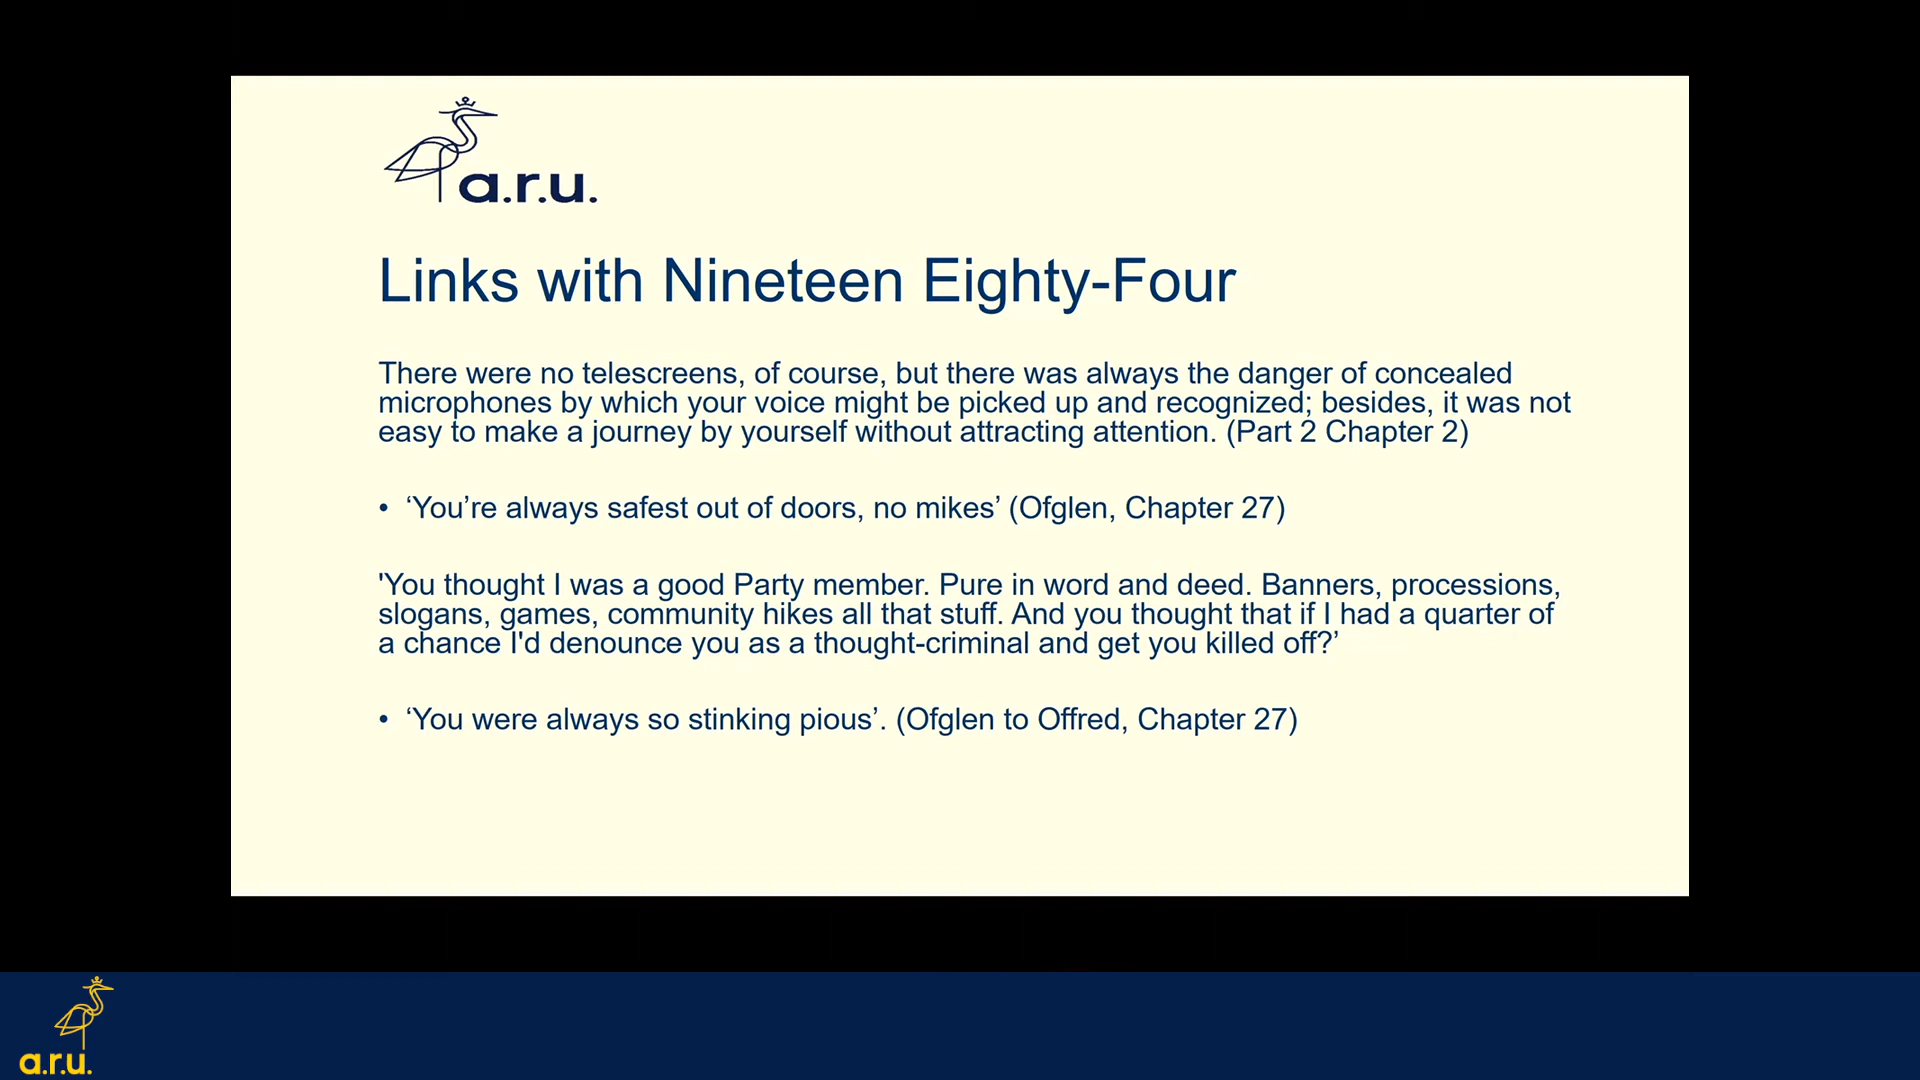 a.r.u.
Links with Nineteen Eighty-Four
There were no telescreens, of course, but there was always the danger of concealed
microphones by which your voice might be picked up and recognized; besides, it was not
easy to make a journey by yourself without attracting attention. (Part 2 Chapter 2)
• ‘You’re always safest out of doors, no mikes’ (Ofglen, Chapter 27)
'You thought I was a good Party member. Pure in word and deed. Banners, processions,
slogans, games, community hikes all that stuff. And you thought that if I had a quarter of
a chance I'd denounce you as a thought-criminal and get you killed off?’
• ‘You were always so stinking pious’. (Ofglen to Offred, Chapter 27)
a.r.u.